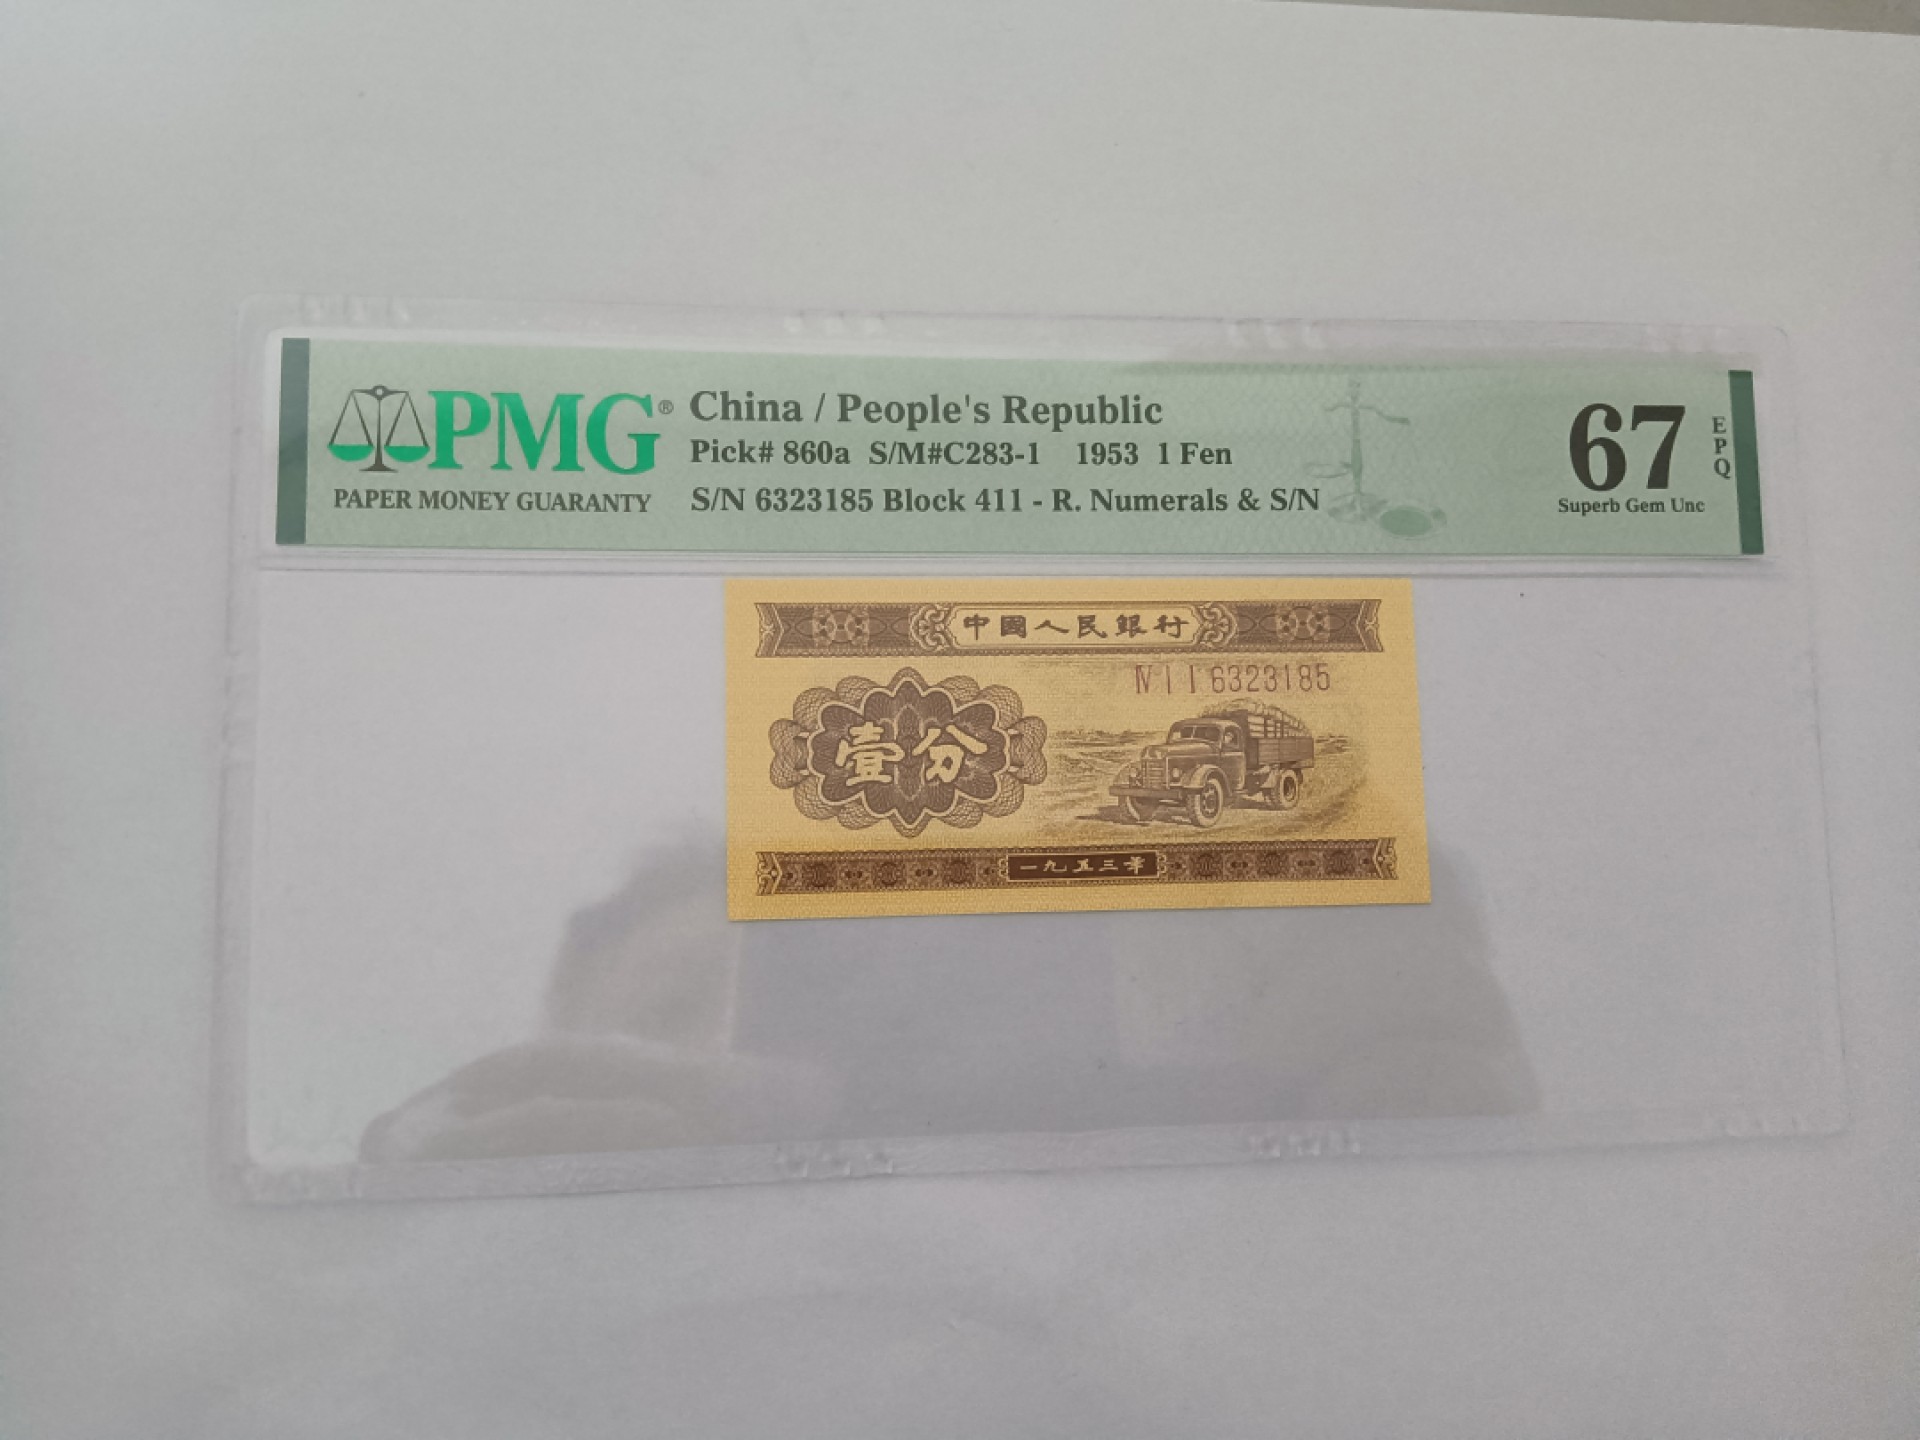 PMG®
PAPER MONEY GUARANTY
China / People's Republic
Pick# 860a S/M#C283-1 1953 1 Fen
S/N 6323185 Block 411 - R. Numerals & S/N
67
EPQ
Superb Gem Unc
中國人民銀行
Ⅳ Ⅰ Ⅰ 6323185
壹分
一九五三年